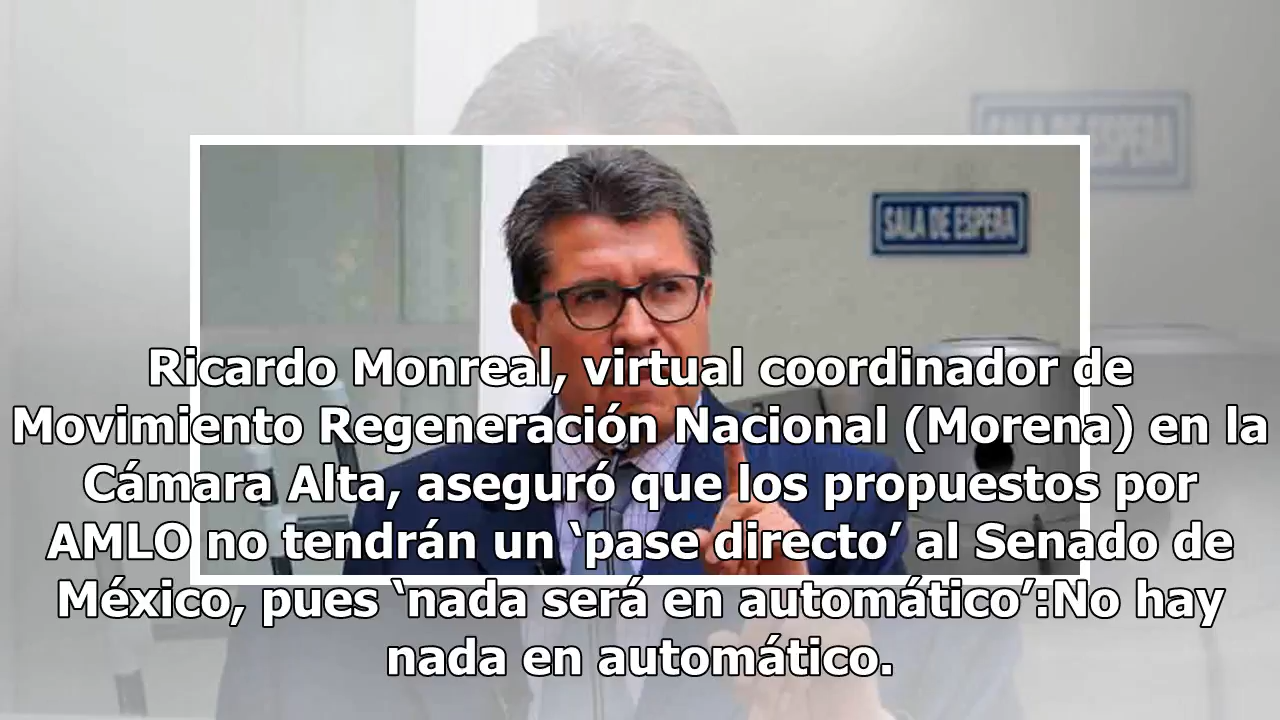 SALA DE ESPERA
Ricardo Monreal, virtual coordinador de
Movimiento Regeneración Nacional (Morena) en la
Cámara Alta, aseguró que los propuestos por
AMLO no tendrán un ‘pase directo’ al Senado de
México, pues ‘nada será en automático’:No hay
nada en automático.